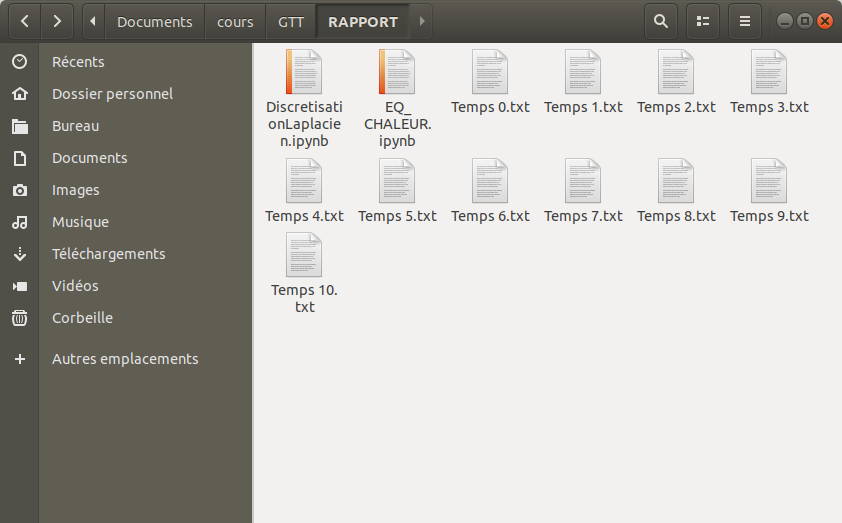 Documents
cours
GTT
RAPPORT
Récents
Dossier personnel
Bureau
Documents
Images
Musique
Téléchargements
Vidéos
Corbeille
Autres emplacements
Discretisati
onLaplacie
n.ipynb
EQ_
CHALEUR.
ipynb
Temps 0.txt
Temps 1.txt
Temps 2.txt
Temps 3.txt
Temps 4.txt
Temps 5.txt
Temps 6.txt
Temps 7.txt
Temps 8.txt
Temps 9.txt
Temps 10.
txt